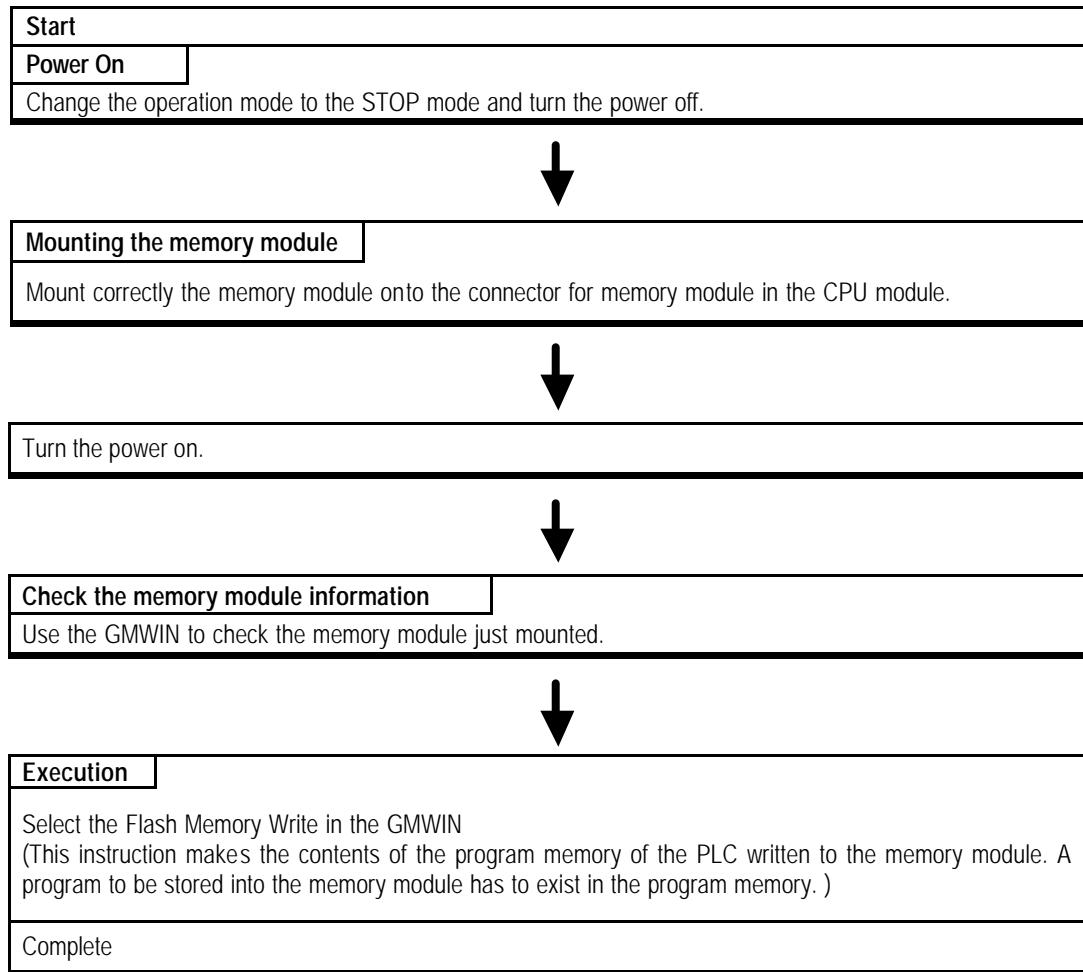 Start
Power On
Change the operation mode to the STOP mode and turn the power off.
Mounting the memory module
Mount correctly the memory module onto the connector for memory module in the CPU module.
Turn the power on.
Check the memory module information
Use the GMWIN to check the memory module just mounted.
Execution
Select the Flash Memory Write in the GMWIN
(This instruction makes the contents of the program memory of the PLC written to the memory module. A
program to be stored into the memory module has to exist in the program memory. )
Complete